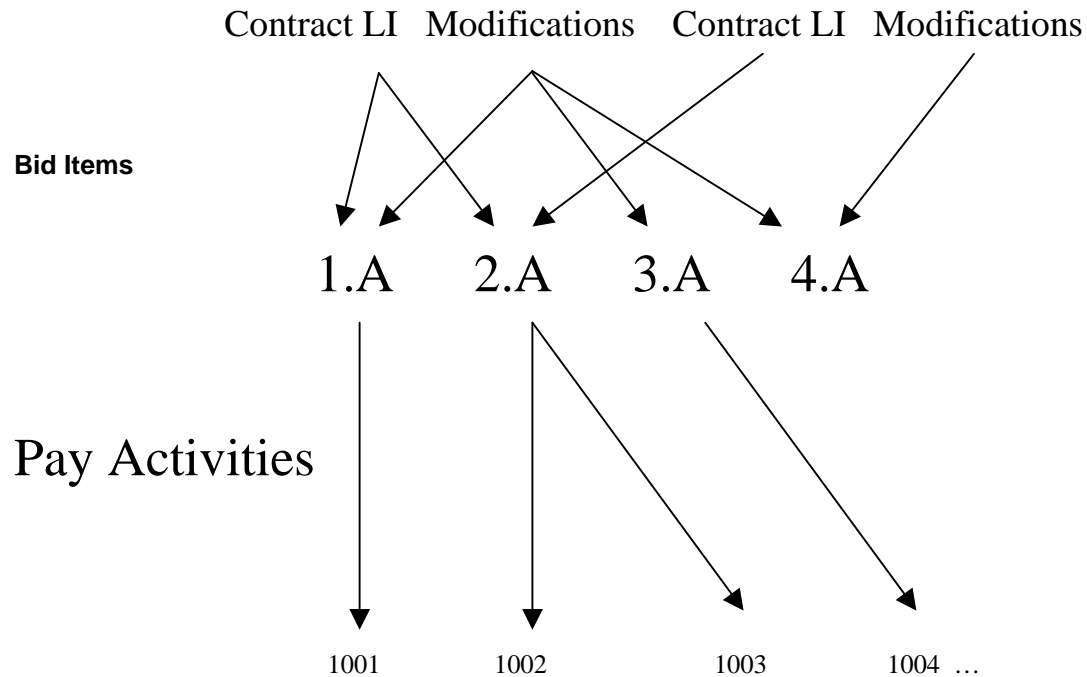 Contract LI Modifications Contract LI Modifications
Bid Items
1.A 2.A 3.A 4.A
Pay Activities
1001 1002 1003 1004 …